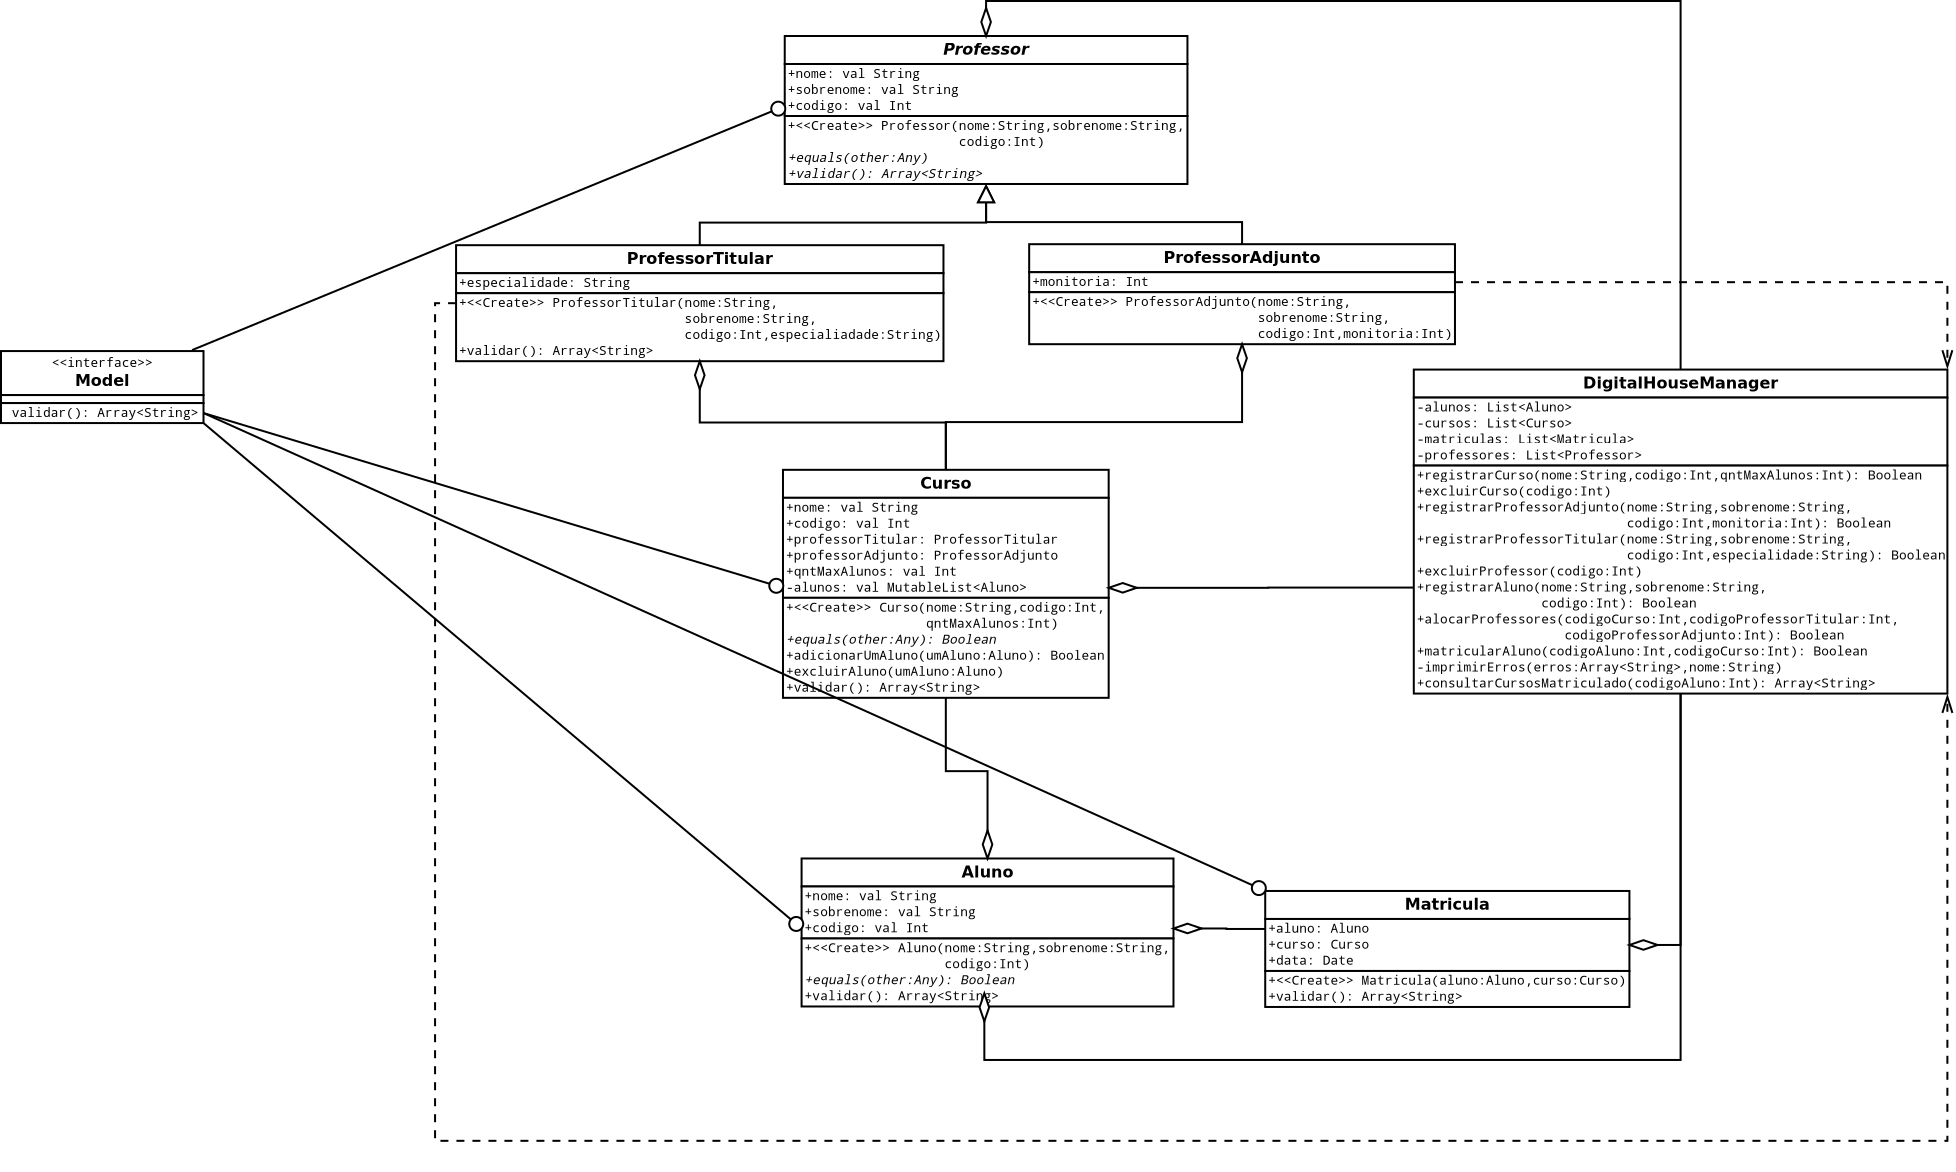 Professor
+nome: val String
+sobrenome: val String
+codigo: val Int
+<<Create>> Professor(nome:String,sobrenome:String,
codigo:Int)
+equals(other:Any)
+validar(): Array<String>
ProfessorTitular
+especialidade: String
+<<Create>> ProfessorTitular(nome:String,
sobrenome:String,
codigo:Int,especialiadade:String)
+validar(): Array<String>
ProfessorAdjunto
+monitoria: Int
+<<Create>> ProfessorAdjunto(nome:String,
sobrenome:String,
codigo:Int,monitoria:Int)
<<interface>>
Model
validar(): Array<String>
DigitalHouseManager
-alunos: List<Aluno>
-cursos: List<Curso>
-matriculas: List<Matricula>
-professores: List<Professor>
+registrarCurso(nome:String,codigo:Int,qntMaxAlunos:Int): Boolean
+excluirCurso(codigo:Int)
+registrarProfessorAdjunto(nome:String,sobrenome:String,
codigo:Int,monitoria:Int): Boolean
+registrarProfessorTitular(nome:String,sobrenome:String,
codigo:Int,especialidade:String): Boolean
+excluirProfessor(codigo:Int)
+registrarAluno(nome:String,sobrenome:String,
codigo:Int): Boolean
+alocarProfessores(codigoCurso:Int,codigoProfessorTitular:Int,
codigoProfessorAdjunto:Int): Boolean
+matricularAluno(codigoAluno:Int,codigoCurso:Int): Boolean
-imprimirErros(erros:Array<String>,nome:String)
+consultarCursosMatriculado(codigoAluno:Int): Array<String>
Curso
+nome: val String
+codigo: val Int
+professorTitular: ProfessorTitular
+professorAdjunto: ProfessorAdjunto
+qntMaxAlunos: val Int
-alunos: val MutableList<Aluno>
+<<Create>> Curso(nome:String,codigo:Int,
qntMaxAlunos:Int)
+equals(other:Any): Boolean
+adicionarUmAluno(umAluno:Aluno): Boolean
+excluirAluno(umAluno:Aluno)
+validar(): Array<String>
Aluno
+nome: val String
+sobrenome: val String
+codigo: val Int
+<<Create>> Aluno(nome:String,sobrenome:String,
codigo:Int)
+equals(other:Any): Boolean
+validar(): Array<String>
Matricula
+aluno: Aluno
+curso: Curso
+data: Date
+<<Create>> Matricula(aluno:Aluno,curso:Curso)
+validar(): Array<String>